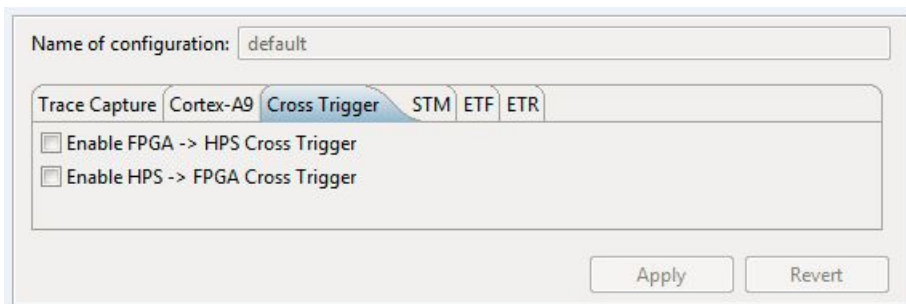 Name of configuration: default
Trace Capture Cortex-A9 Cross Trigger STM ETF ETR
Enable FPGA -> HPS Cross Trigger
Enable HPS -> FPGA Cross Trigger
Apply Revert